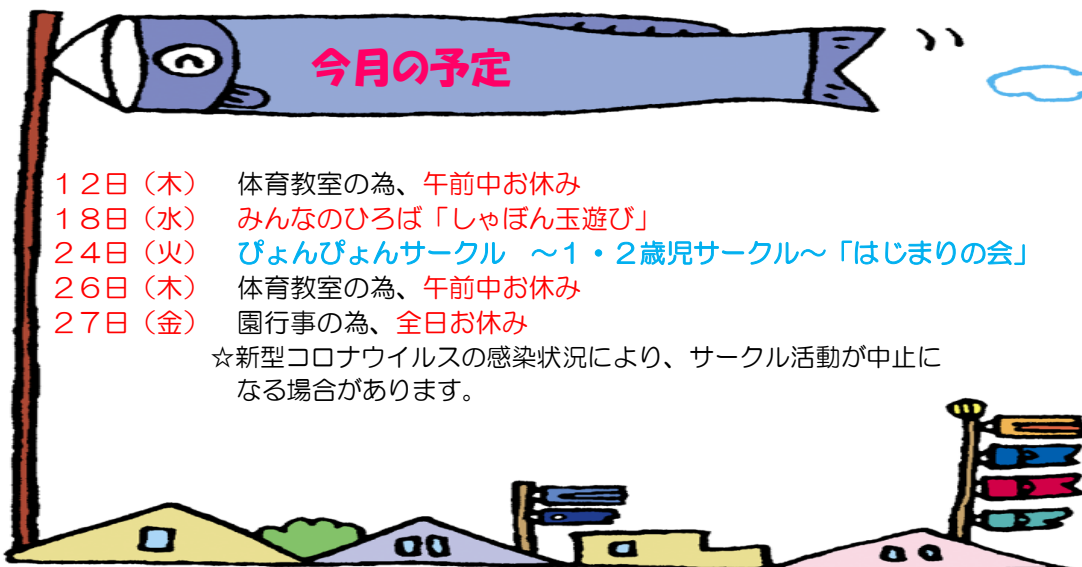 今月の予定
１２日（木）　体育教室の為、午前中お休み
１８日（水）　みんなのひろば「しゃぼん玉遊び」
２４日（火）　ぴょんぴょんサークル　～１・２歳児サークル～「はじまりの会」
２６日（木）　体育教室の為、午前中お休み
２７日（金）　園行事の為、全日お休み
☆新型コロナウイルスの感染状況により、サークル活動が中止に
なる場合があります。